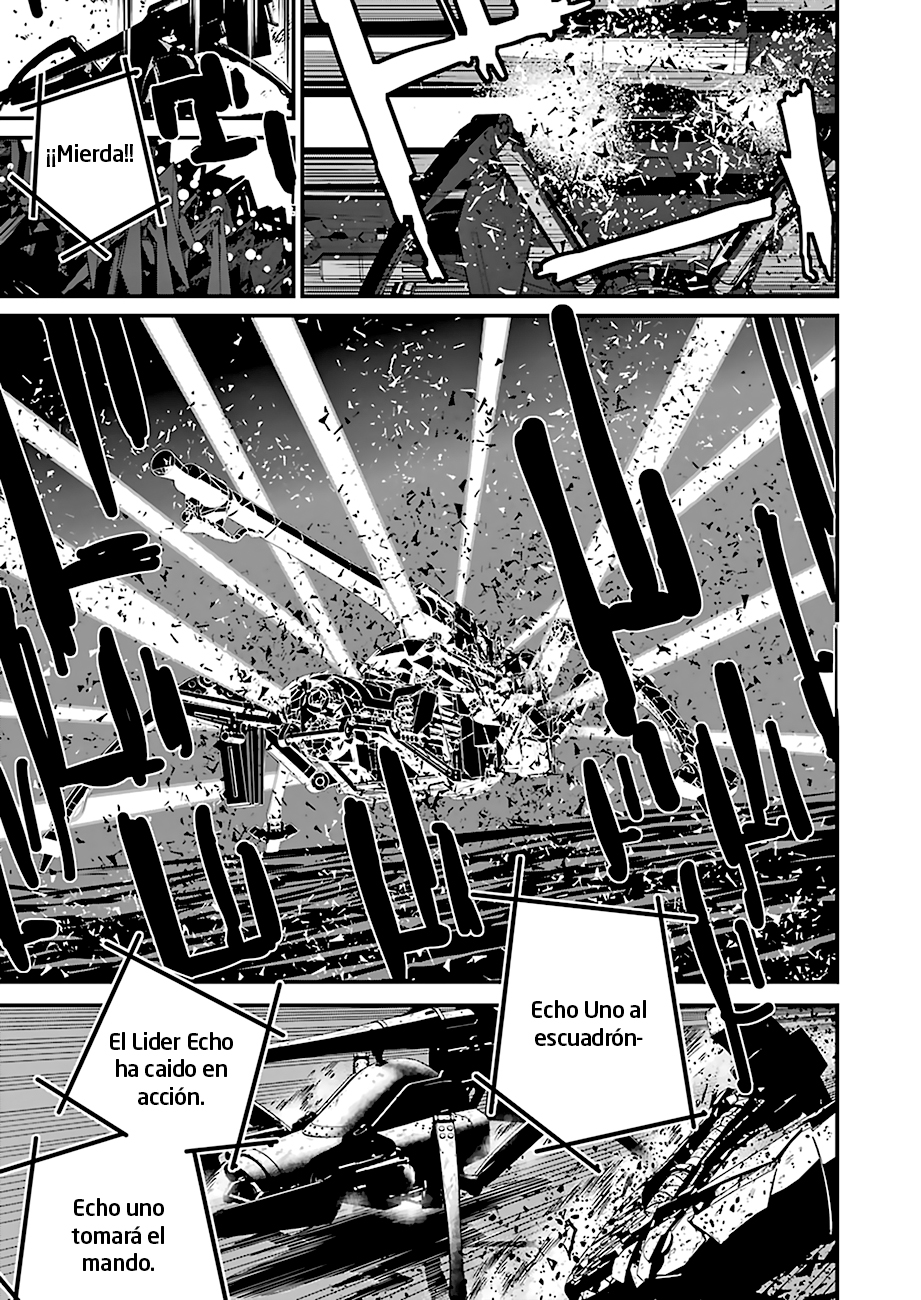 ¡¡Mierda!!
Echo Uno al
escuadrón-
El Lider Echo
ha caido en
acción.
Echo uno
tomará el
mando.